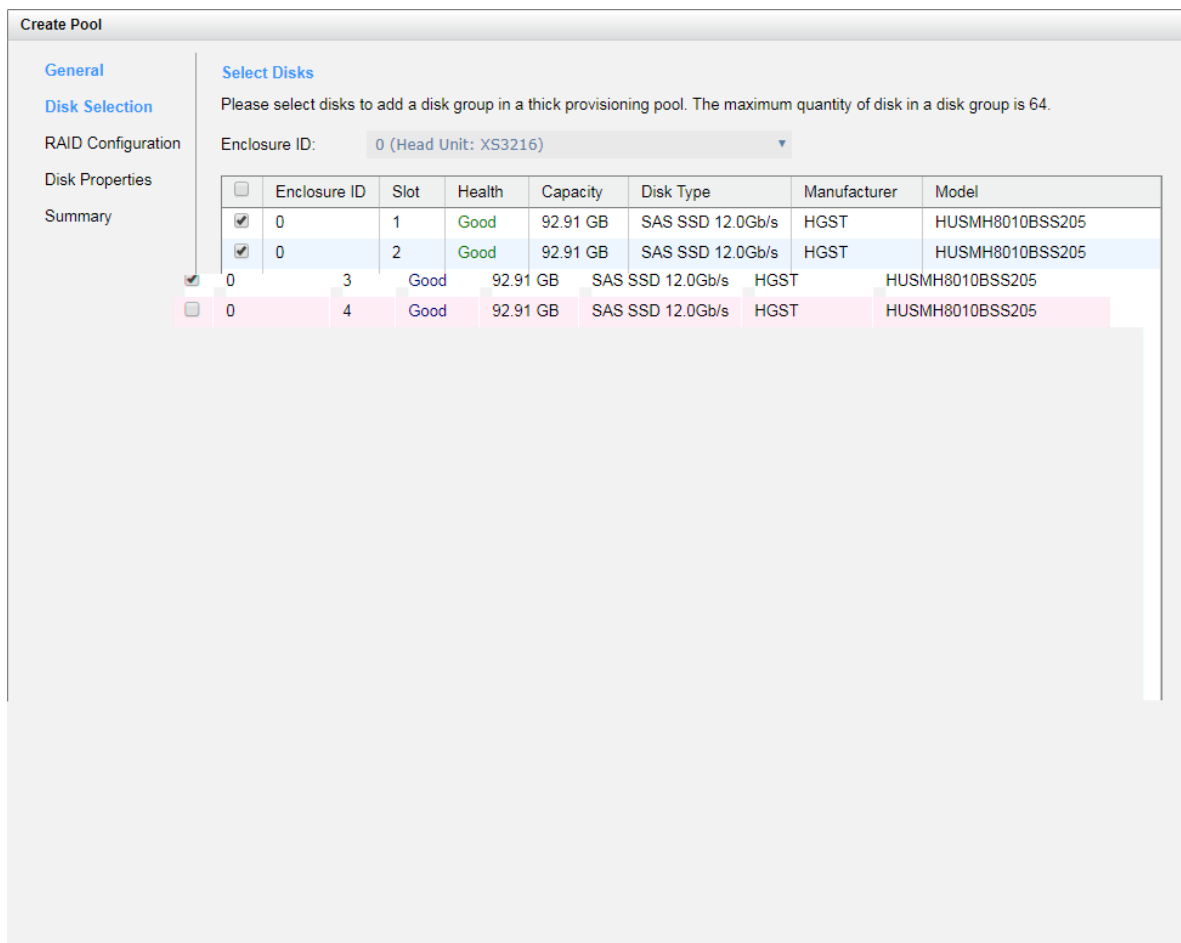 Create Pool
General
Disk Selection
RAID Configuration
Disk Properties
Summary
Select Disks
Please select disks to add a disk group in a thick provisioning pool. The maximum quantity of disk in a disk group is 64.
Enclosure ID: 0 (Head Unit: XS3216)
Enclosure ID Slot Health Capacity Disk Type Manufacturer Model
0 1 Good 92.91 GB SAS SSD 12.0Gb/s HGST HUSMH8010BSS205
0 2 Good 92.91 GB SAS SSD 12.0Gb/s HGST HUSMH8010BSS205
0 3 Good 92.91 GB SAS SSD 12.0Gb/s HGST HUSMH8010BSS205
0 4 Good 92.91 GB SAS SSD 12.0Gb/s HGST HUSMH8010BSS205